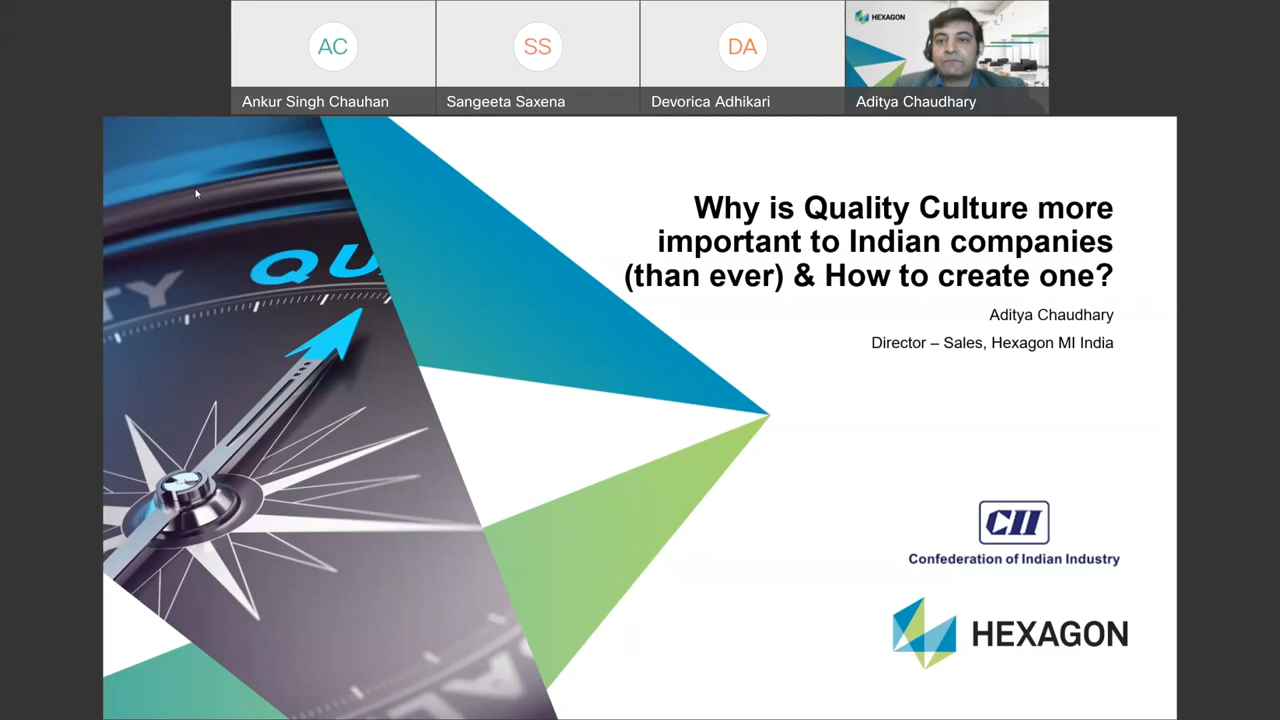 HEXAGON
AC
SS
DA
Ankur Singh Chauhan
Sangeeta Saxena
Devorica Adhikari
Aditya Chaudhary
QU
TY
Why is Quality Culture more
important to Indian companies
(than ever) & How to create one?
Aditya Chaudhary
Director – Sales, Hexagon MI India
CII
Confederation of Indian Industry
HEXAGON